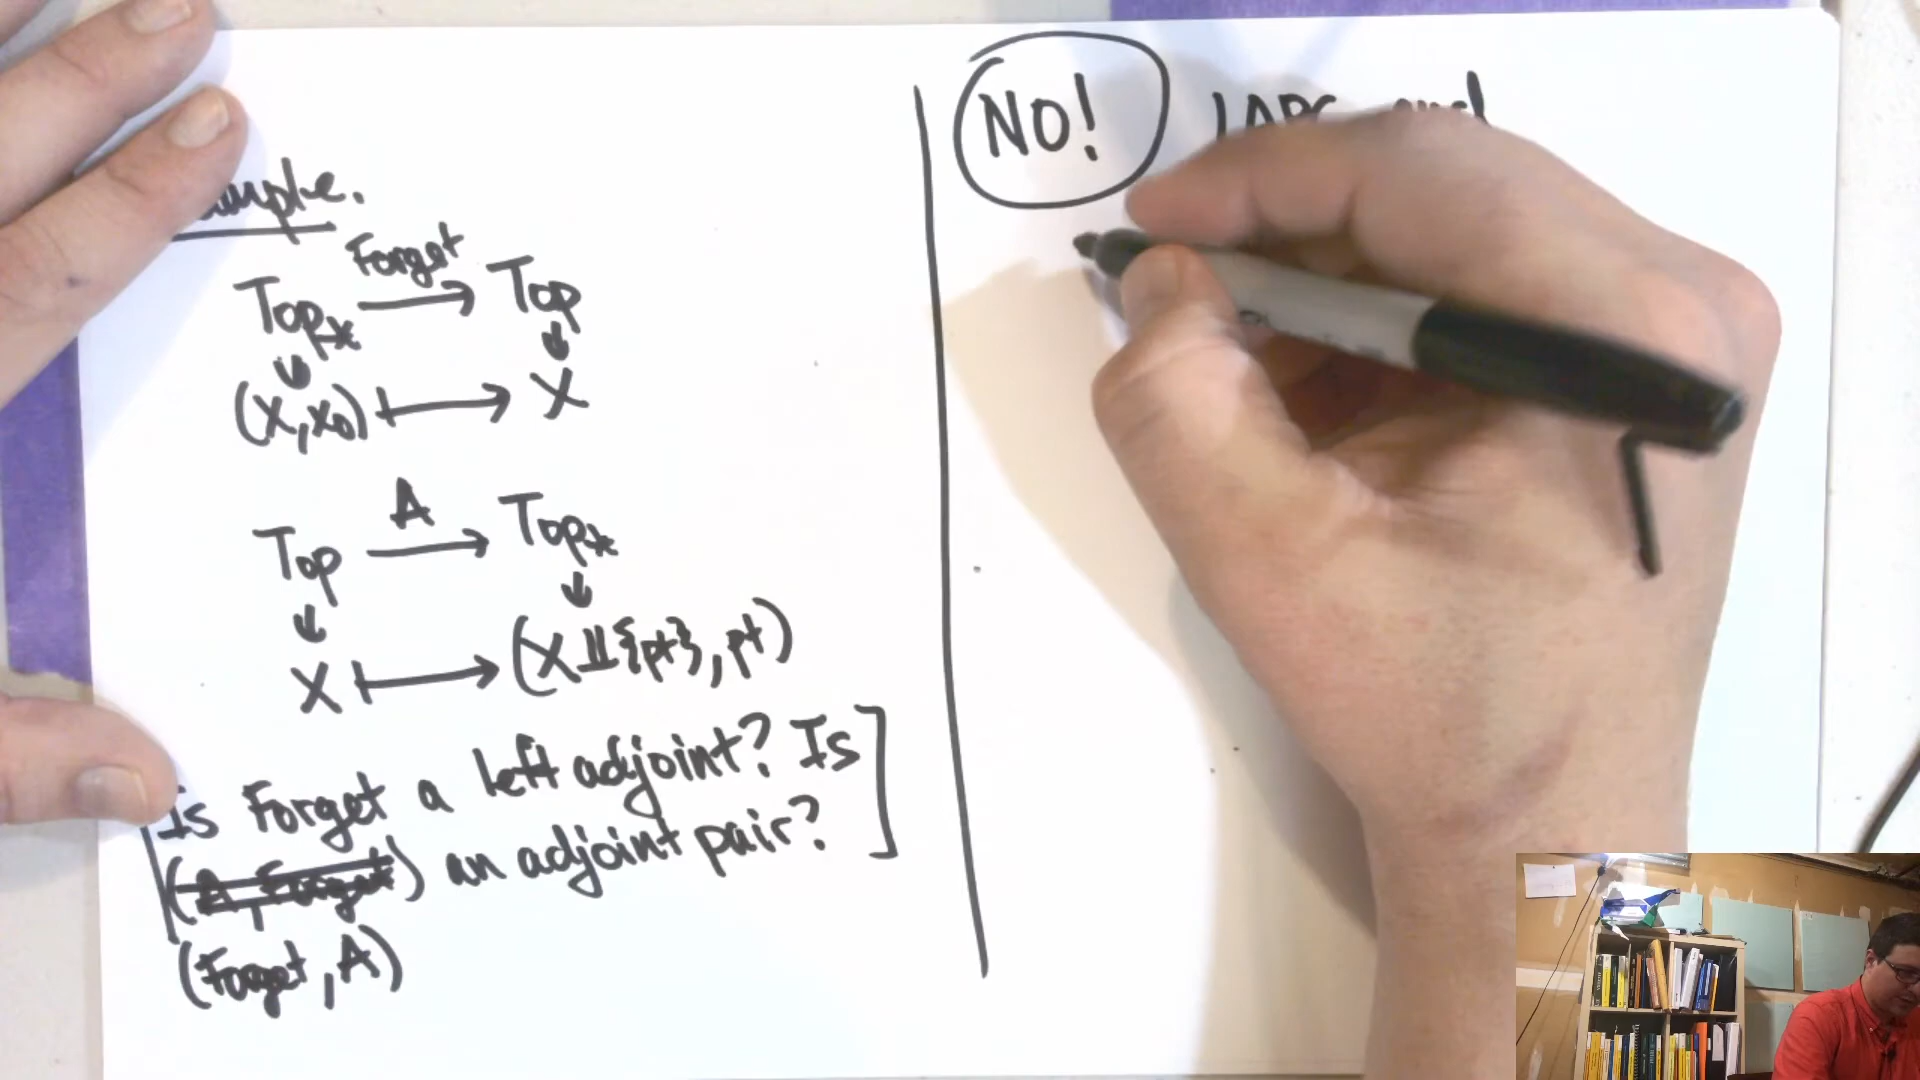 Forget
Top* → Top
↓ ↓
(X, x₀) ↦ X
A
Top → Top*
↓ ↓
X ↦ (X ⨿ {pt}, pt)
Is Forget a left adjoint? Is
(A, Forget) an adjoint pair?
(Forget, A)
NO!